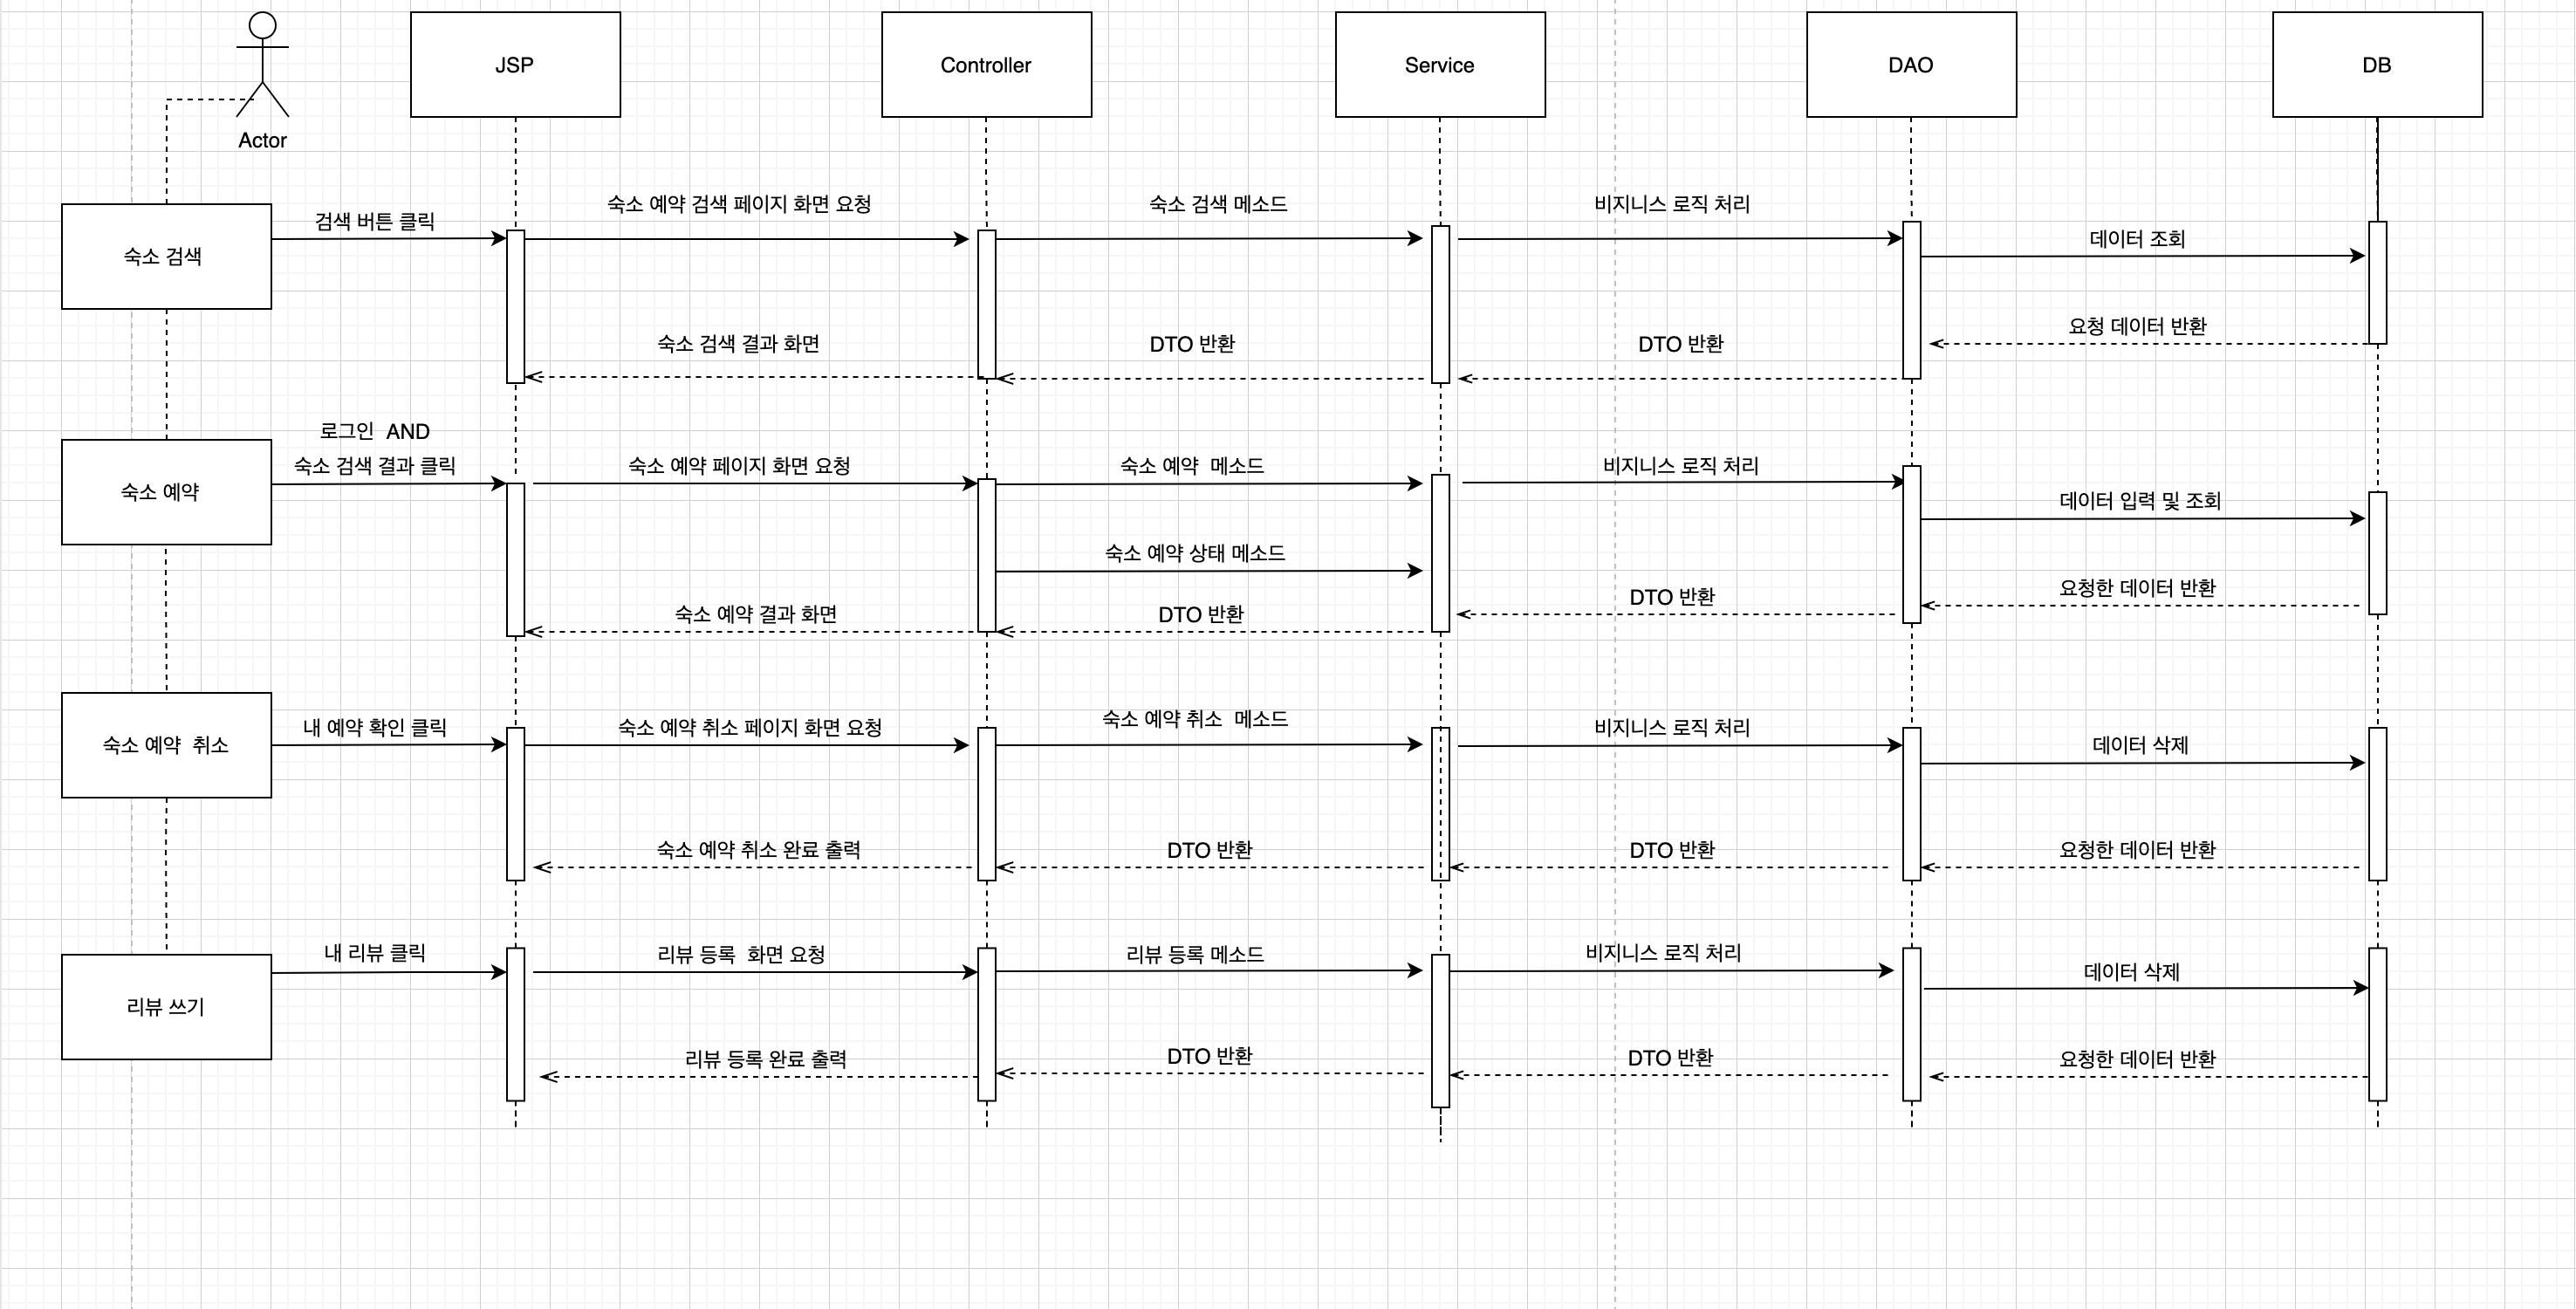 Actor
JSP
Controller
Service
DAO
DB
숙소 검색
검색 버튼 클릭
숙소 예약 검색 페이지 화면 요청
숙소 검색 메소드
비지니스 로직 처리
데이터 조회
요청 데이터 반환
DTO 반환
DTO 반환
숙소 검색 결과 화면
숙소 예약
로그인 AND
숙소 검색 결과 클릭
숙소 예약 페이지 화면 요청
숙소 예약 메소드
비지니스 로직 처리
데이터 입력 및 조회
숙소 예약 상태 메소드
요청한 데이터 반환
DTO 반환
DTO 반환
숙소 예약 결과 화면
숙소 예약 취소
내 예약 확인 클릭
숙소 예약 취소 페이지 화면 요청
숙소 예약 취소 메소드
비지니스 로직 처리
데이터 삭제
요청한 데이터 반환
DTO 반환
DTO 반환
숙소 예약 취소 완료 출력
리뷰 쓰기
내 리뷰 클릭
리뷰 등록 화면 요청
리뷰 등록 메소드
비지니스 로직 처리
데이터 삭제
요청한 데이터 반환
DTO 반환
DTO 반환
리뷰 등록 완료 출력